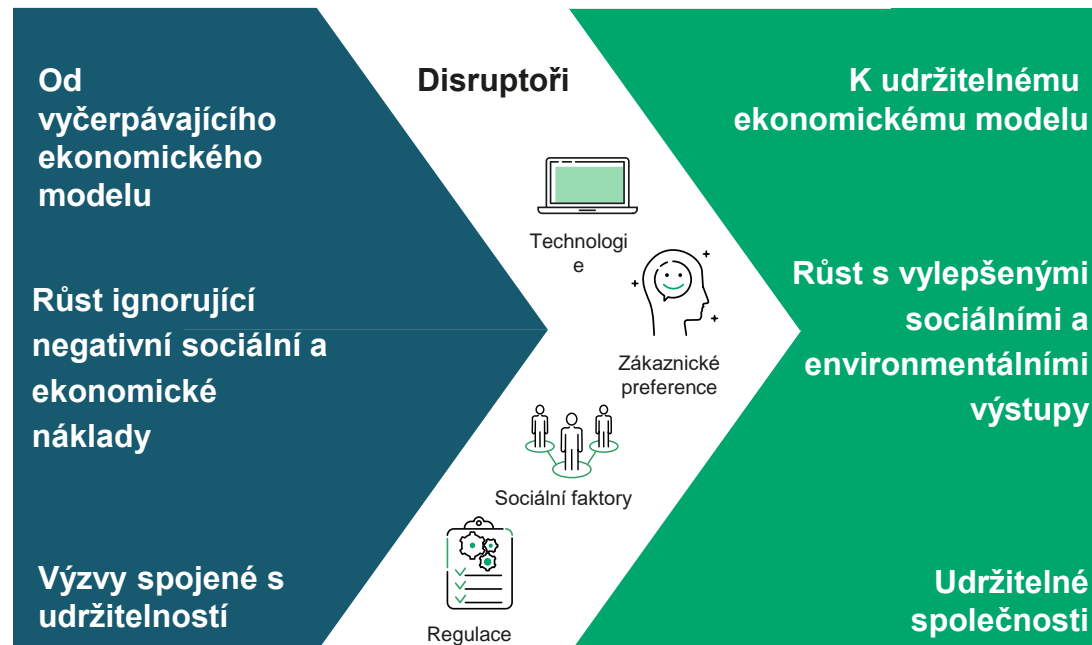 Od
vyčerpávajícího
ekonomického
modelu
Růst ignorující
negativní sociální a
ekonomické
náklady
Výzvy spojené s
udržitelností
Disruptoři
Technologi
e
Zákaznické
preference
Sociální faktory
Regulace
K udržitelnému
ekonomickému modelu
Růst s vylepšenými
sociálními a
environmentálními
výstupy
Udržitelné
společnosti